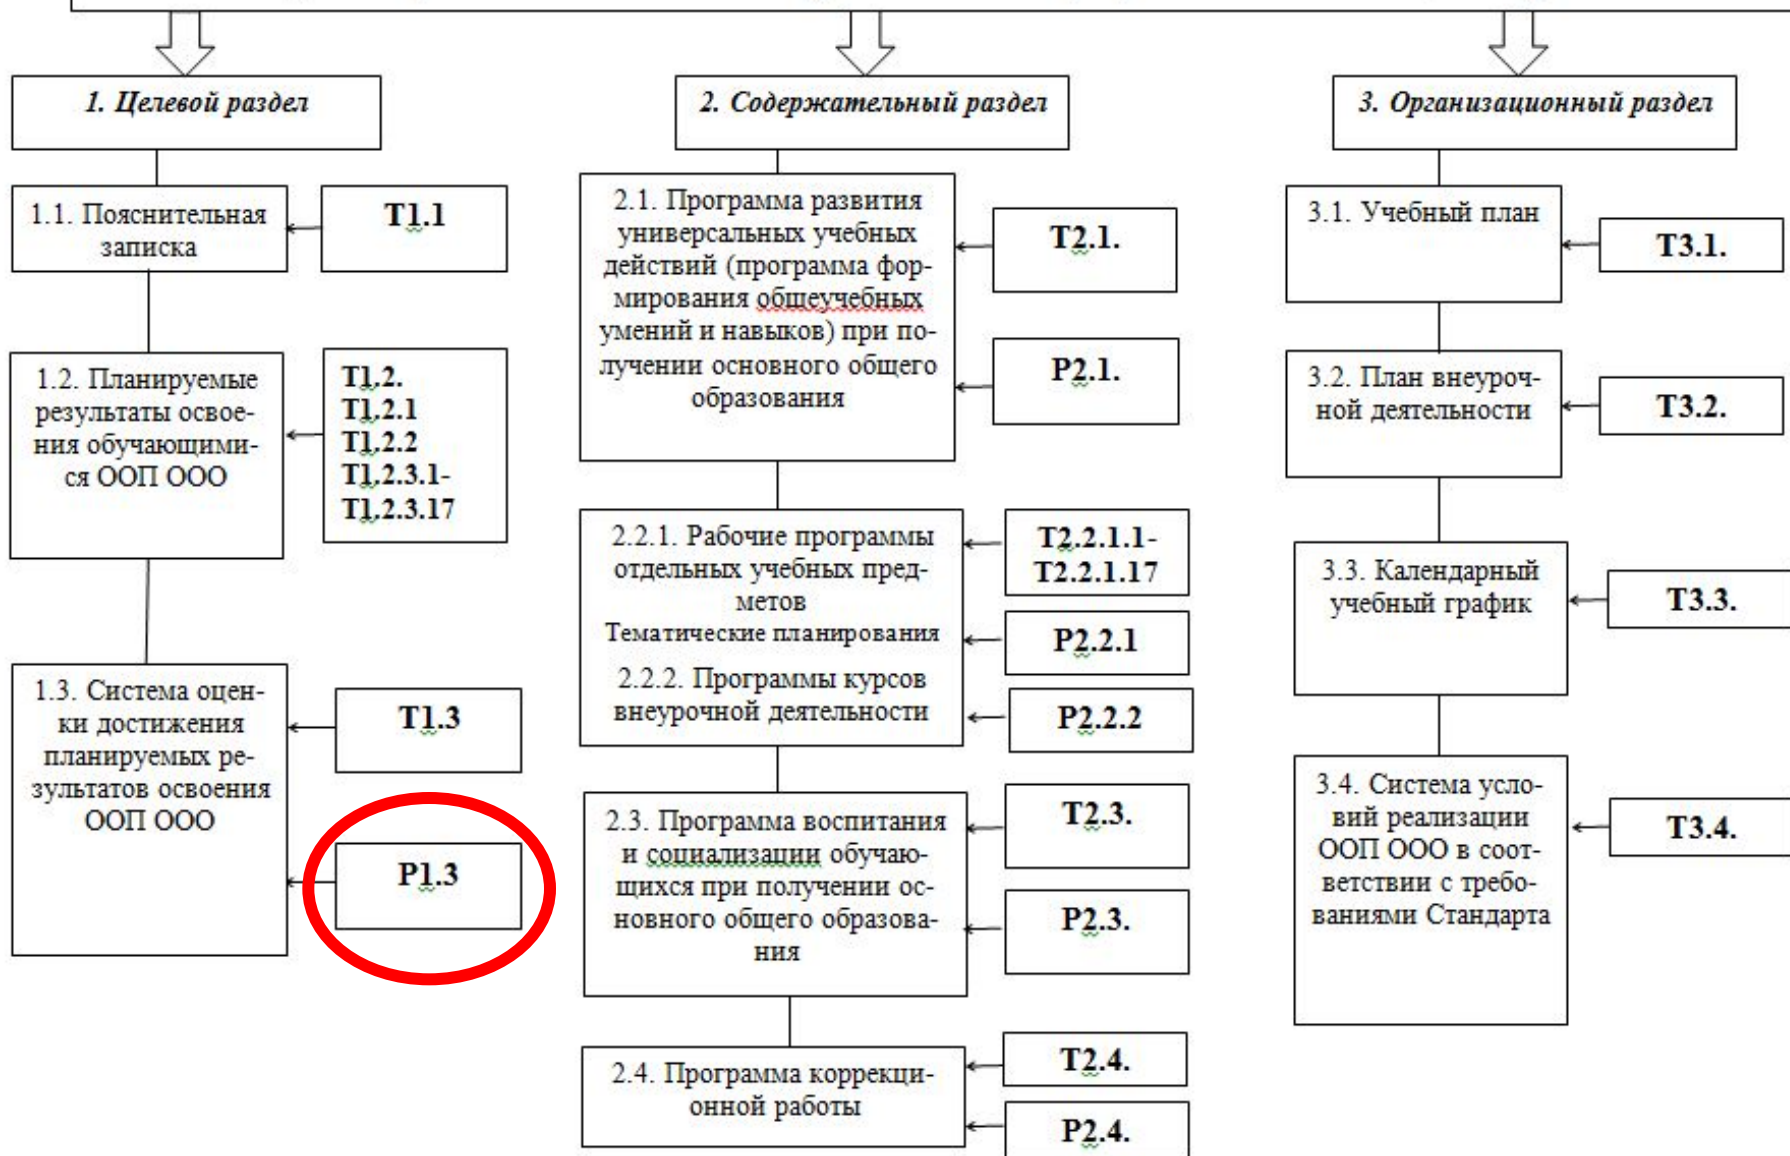 1. Целевой раздел
1.1. Пояснительная
записка
Т1.1
1.2. Планируемые
результаты освое-
ния обучающими-
ся ООП ООО
Т1.2.
Т1.2.1
Т1.2.2
Т1.2.3.1-
Т1.2.3.17
1.3. Система оцен-
ки достижения
планируемых ре-
зультатов освоения
ООП ООО
Т1.3
Р1.3
2. Содержательный раздел
2.1. Программа развития
универсальных учебных
действий (программа фор-
мирования общеучебных
умений и навыков) при по-
лучении основного общего
образования
Т2.1.
Р2.1.
2.2.1. Рабочие программы
отдельных учебных пред-
метов
Тематические планирования
2.2.2. Программы курсов
внеурочной деятельности
Т2.2.1.1-
Т2.2.1.17
Р2.2.1
Р2.2.2
2.3. Программа воспитания
и социализации обучаю-
щихся при получении ос-
новного общего образова-
ния
Т2.3.
Р2.3.
2.4. Программа коррекци-
онной работы
Т2.4.
Р2.4.
3. Организационный раздел
3.1. Учебный план
Т3.1.
3.2. План внеуроч-
ной деятельности
Т3.2.
3.3. Календарный
учебный график
Т3.3.
3.4. Система усло-
вий реализации
ООП ООО в соот-
ветствии с требо-
ваниями Стандарта
Т3.4.